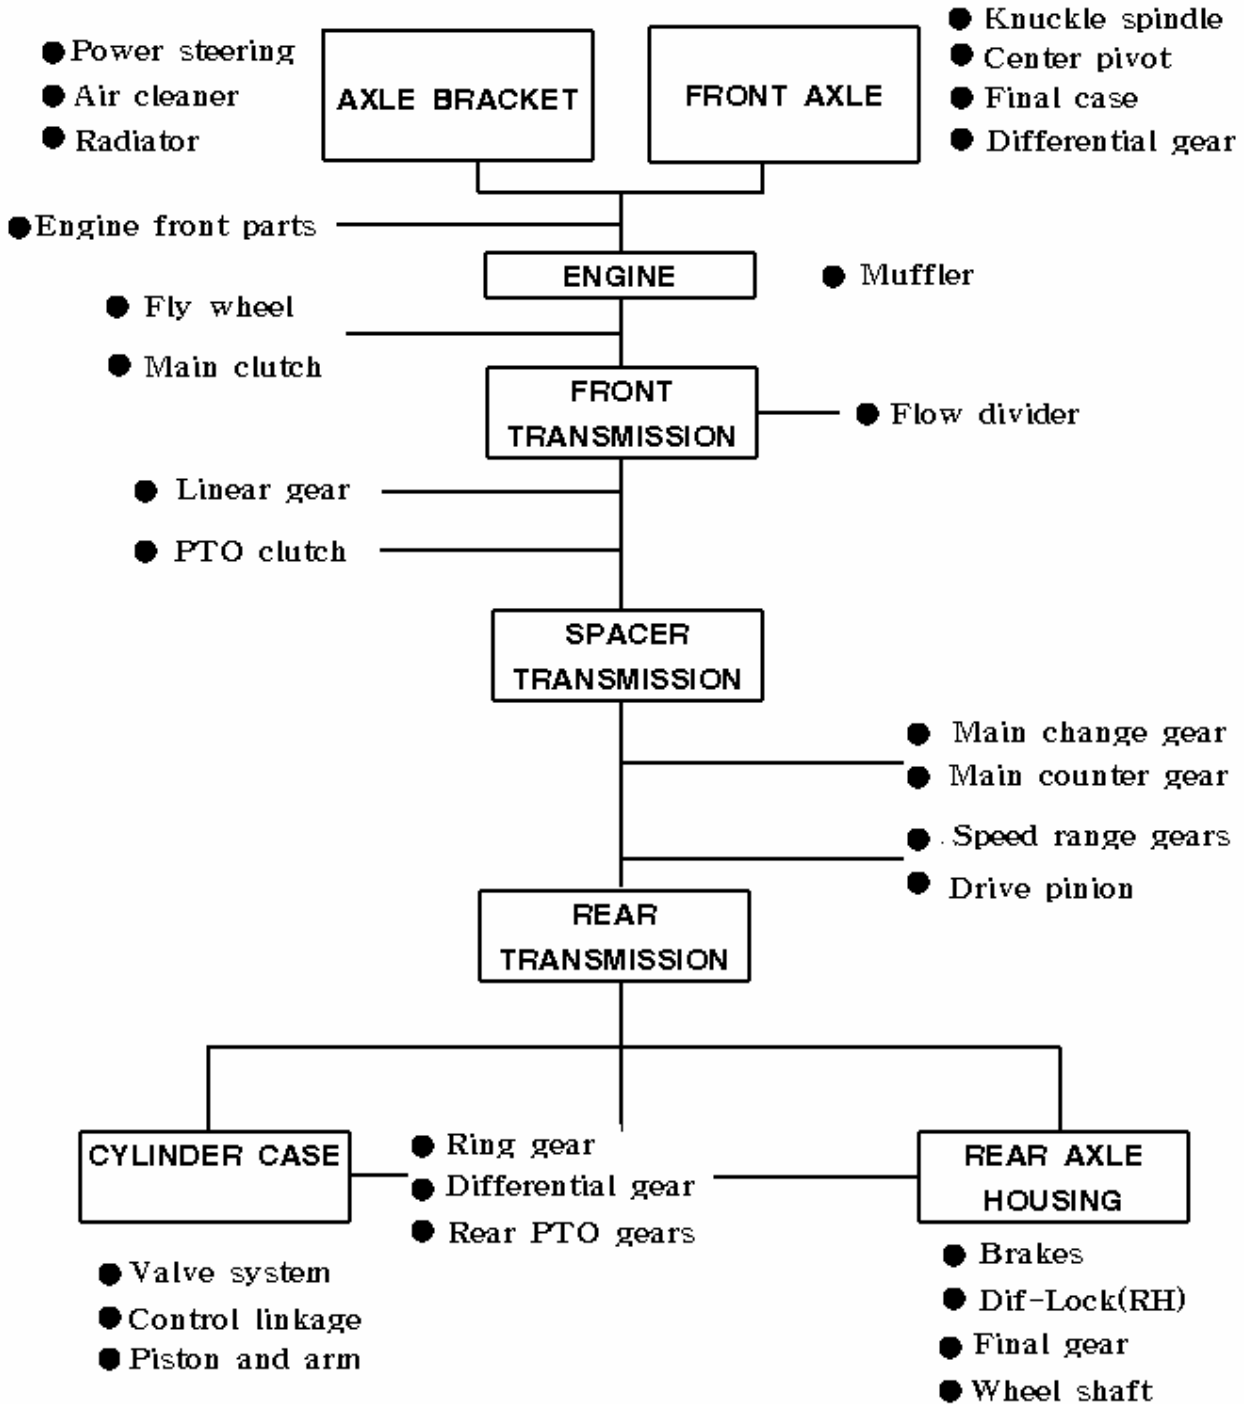 ● Power steering
● Air cleaner
● Radiator
AXLE BRACKET
FRONT AXLE
● Knuckle spindle
● Center pivot
● Final case
● Differential gear
● Engine front parts
ENGINE
● Muffler
● Fly wheel
● Main clutch
FRONT
TRANSMISSION
● Flow divider
● Linear gear
● PTO clutch
SPACER
TRANSMISSION
● Main change gear
● Main counter gear
● Speed range gears
● Drive pinion
REAR
TRANSMISSION
CYLINDER CASE
● Ring gear
● Differential gear
● Rear PTO gears
REAR AXLE
HOUSING
● Valve system
● Control linkage
● Piston and arm
● Brakes
● Dif-Lock(RH)
● Final gear
● Wheel shaft